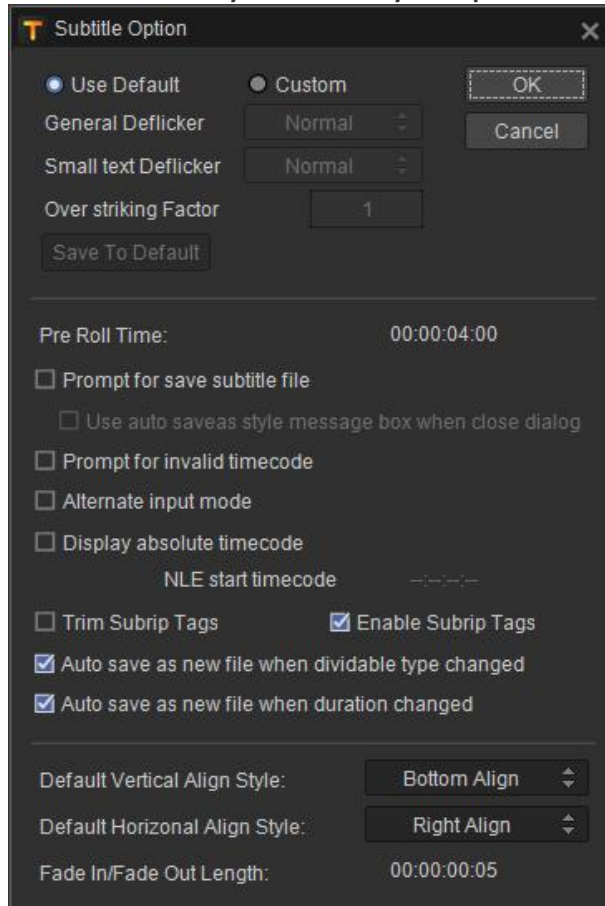 Subtitle Option
Use Default Custom OK
General Deflicker Normal Cancel
Small text Deflicker Normal
Over striking Factor 1
Save To Default
Pre Roll Time: 00:00:04:00
Prompt for save subtitle file
Use auto saveas style message box when close dialog
Prompt for invalid timecode
Alternate input mode
Display absolute timecode
NLE start timecode --:--:--:--
Trim Subrip Tags Enable Subrip Tags
Auto save as new file when dividable type changed
Auto save as new file when duration changed
Default Vertical Align Style: Bottom Align
Default Horizonal Align Style: Right Align
Fade In/Fade Out Length: 00:00:00:05